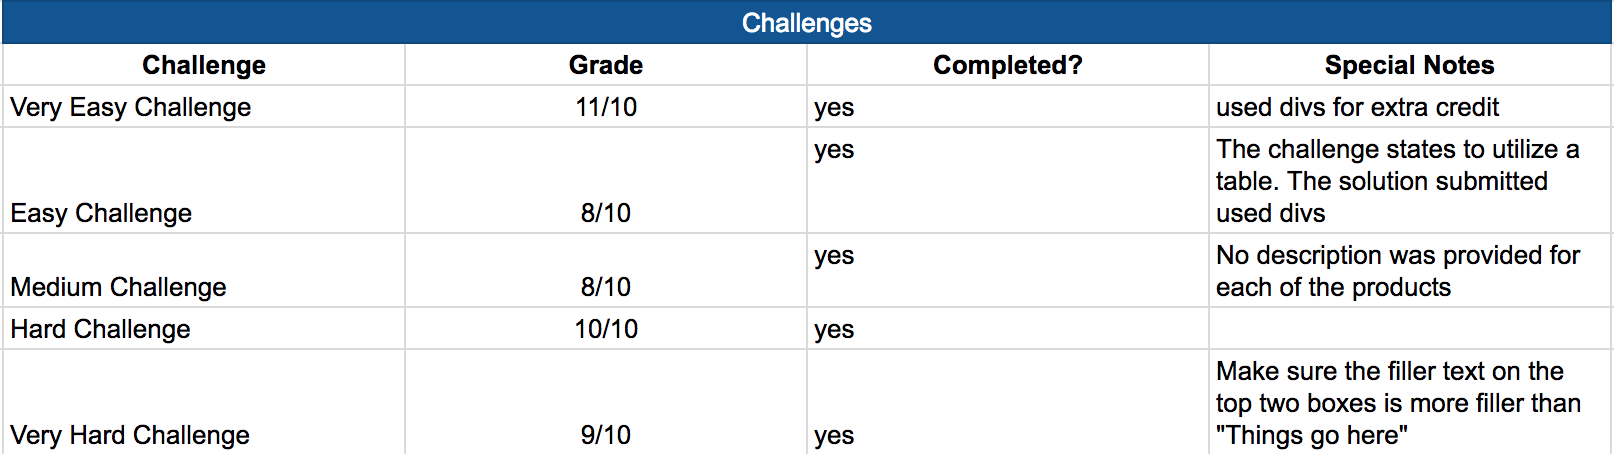 Challenges
Challenge Grade Completed? Special Notes
Very Easy Challenge 11/10 yes used divs for extra credit
Easy Challenge 8/10 yes The challenge states to utilize a
table. The solution submitted
used divs
Medium Challenge 8/10 yes No description was provided for
each of the products
Hard Challenge 10/10 yes
Very Hard Challenge 9/10 yes Make sure the filler text on the
top two boxes is more filler than
"Things go here"